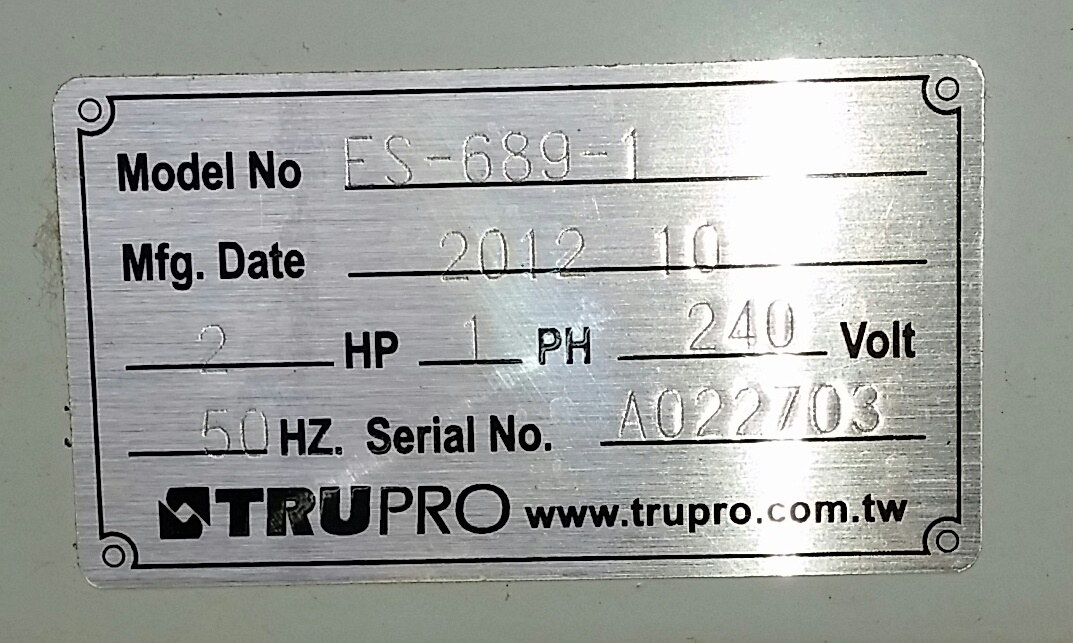 Model No ES-689-1
Mfg. Date 2012 10
2 HP 1 PH 240 Volt
50 HZ. Serial No. A022703
TRUPRO www.trupro.com.tw